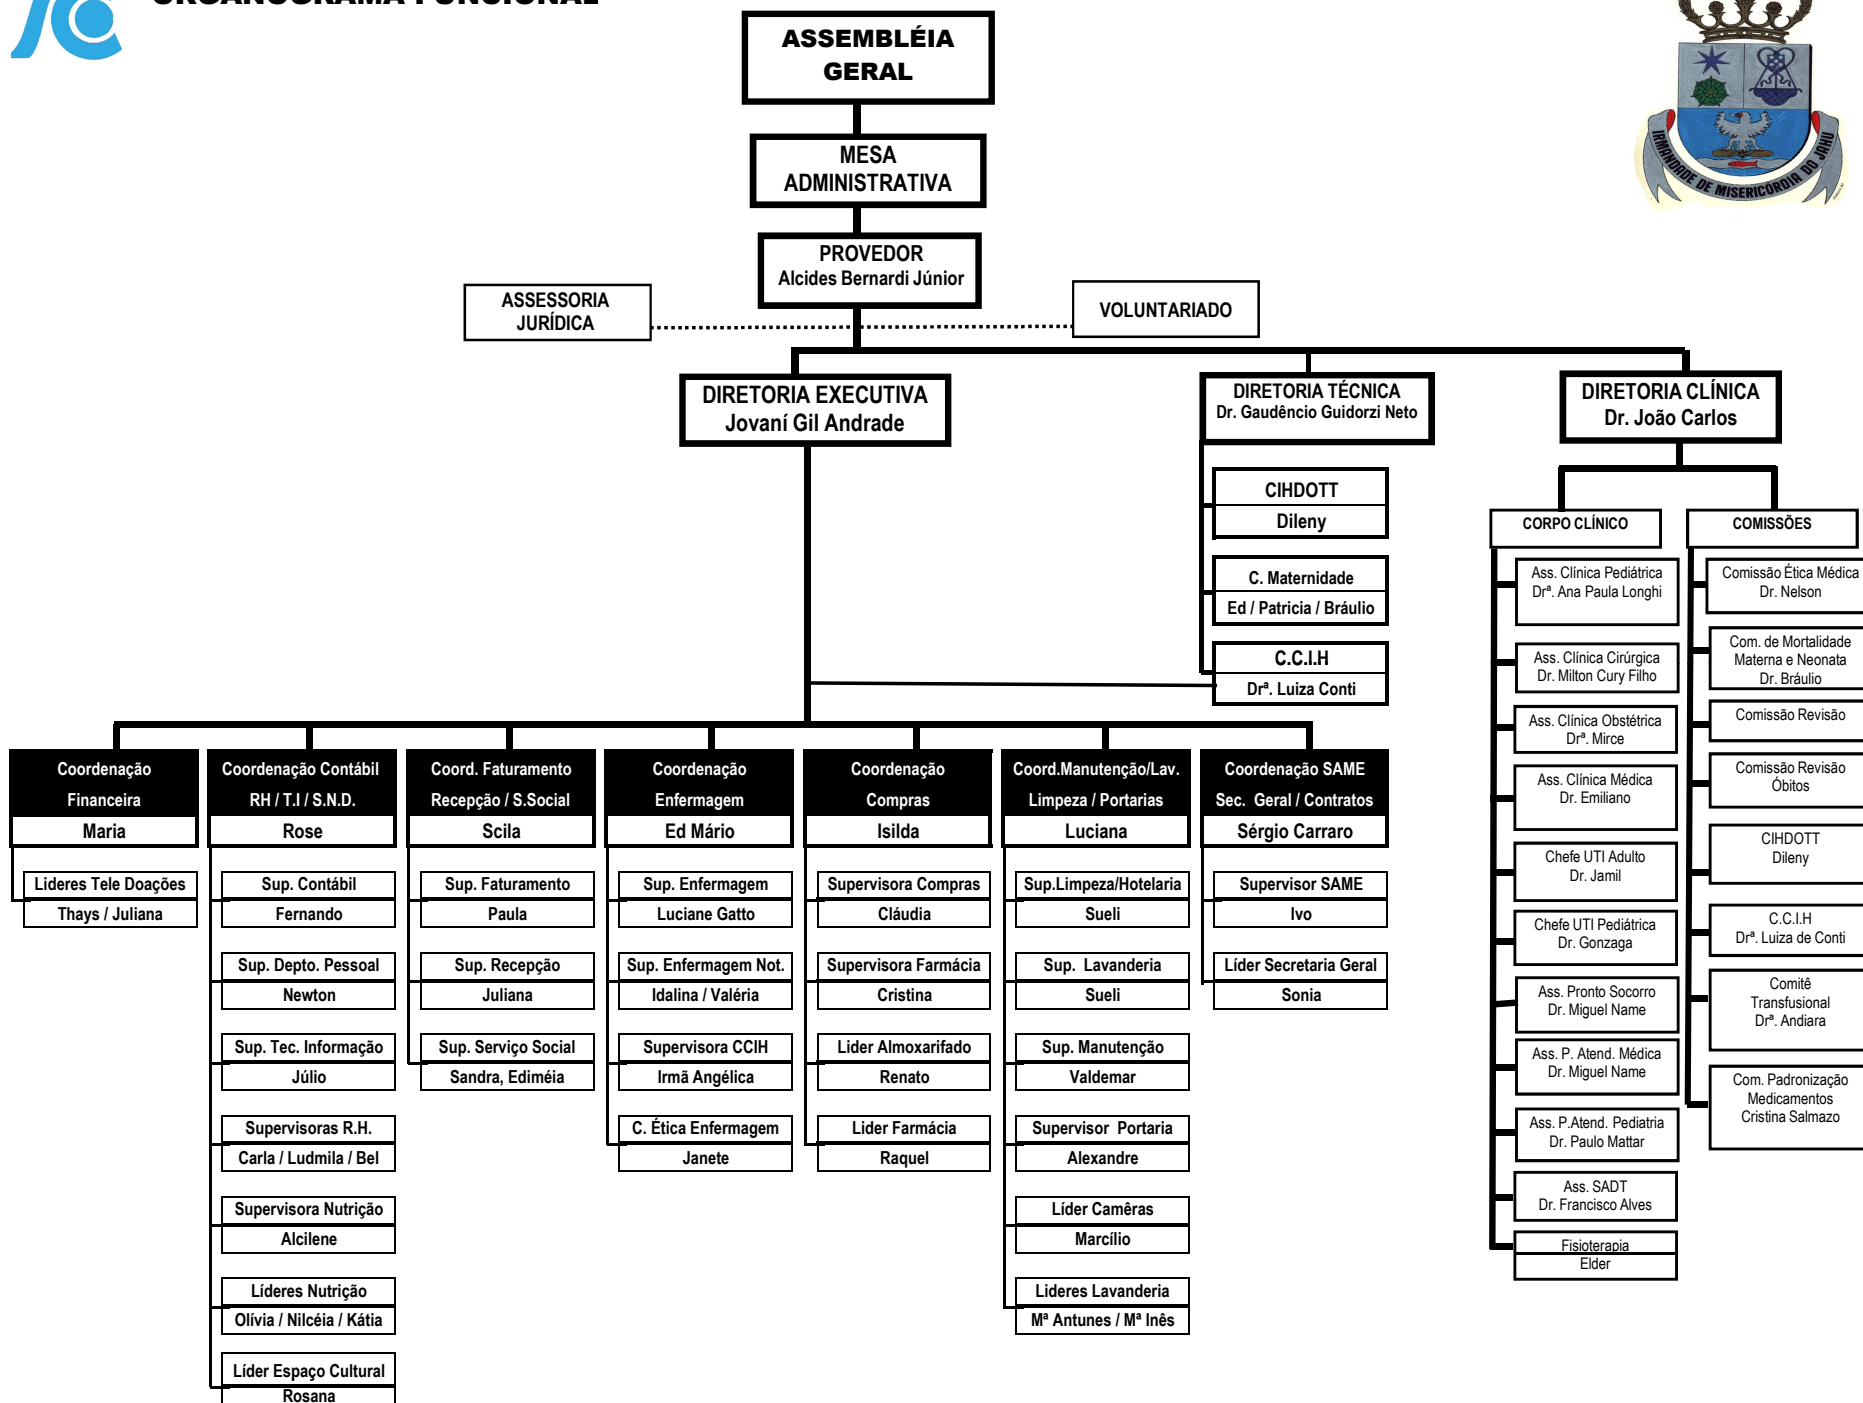 ORGANOGRAMA FUNCIONAL
ASSEMBLÉIA
GERAL
IRMANDADE DE MISERICÓRDIA DO JAHU
MESA
ADMINISTRATIVA
PROVEDOR
Alcides Bernardi Júnior
ASSESSORIA
JURÍDICA
VOLUNTARIADO
DIRETORIA EXECUTIVA
Jovaní Gil Andrade
DIRETORIA TÉCNICA
Dr. Gaudêncio Guidorzi Neto
DIRETORIA CLÍNICA
Dr. João Carlos
CIHDOTT
Dileny
C. Maternidade
Ed / Patricia / Bráulio
C.C.I.H
Drª. Luiza Conti
CORPO CLÍNICO
Ass. Clínica Pediátrica
Drª. Ana Paula Longhi
Ass. Clínica Cirúrgica
Dr. Milton Cury Filho
Ass. Clínica Obstétrica
Drª. Mirce
Ass. Clínica Médica
Dr. Emiliano
Chefe UTI Adulto
Dr. Jamil
Chefe UTI Pediátrica
Dr. Gonzaga
Ass. Pronto Socorro
Dr. Miguel Name
Ass. P. Atend. Médica
Dr. Miguel Name
Ass. P.Atend. Pediatria
Dr. Paulo Mattar
Ass. SADT
Dr. Francisco Alves
Fisioterapia
Elder
COMISSÕES
Comissão Ética Médica
Dr. Nelson
Com. de Mortalidade
Materna e Neonata
Dr. Bráulio
Comissão Revisão
Comissão Revisão
Óbitos
CIHDOTT
Dileny
C.C.I.H
Drª. Luiza de Conti
Comitê
Transfusional
Drª. Andiara
Com. Padronização
Medicamentos
Cristina Salmazo
Coordenação
Financeira
Maria
Lideres Tele Doações
Thays / Juliana
Coordenação Contábil
RH / T.I / S.N.D.
Rose
Sup. Contábil
Fernando
Sup. Depto. Pessoal
Newton
Sup. Tec. Informação
Júlio
Supervisoras R.H.
Carla / Ludmila / Bel
Supervisora Nutrição
Alcilene
Líderes Nutrição
Olívia / Nilcéia / Kátia
Líder Espaço Cultural
Rosana
Coord. Faturamento
Recepção / S.Social
Scila
Sup. Faturamento
Paula
Sup. Recepção
Juliana
Sup. Serviço Social
Sandra, Ediméia
Coordenação
Enfermagem
Ed Mário
Sup. Enfermagem
Luciane Gatto
Sup. Enfermagem Not.
Idalina / Valéria
Supervisora CCIH
Irmã Angélica
C. Ética Enfermagem
Janete
Coordenação
Compras
Isilda
Supervisora Compras
Cláudia
Supervisora Farmácia
Cristina
Lider Almoxarifado
Renato
Lider Farmácia
Raquel
Coord.Manutenção/Lav.
Limpeza / Portarias
Luciana
Sup.Limpeza/Hotelaria
Sueli
Sup. Lavanderia
Sueli
Sup. Manutenção
Valdemar
Supervisor Portaria
Alexandre
Líder Camêras
Marcílio
Lideres Lavanderia
Mª Antunes / Mª Inês
Coordenação SAME
Sec. Geral / Contratos
Sérgio Carraro
Supervisor SAME
Ivo
Líder Secretaria Geral
Sonia